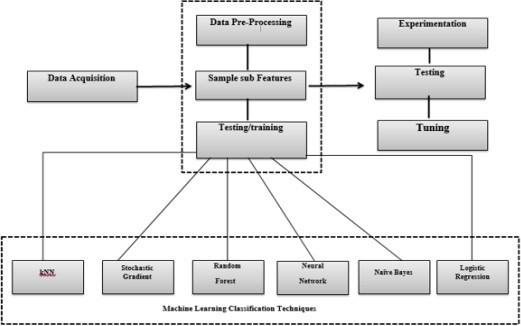 Data Pre-Processing
Experimentation
Data Acquisition
Sample sub Features
Testing
Testing/training
Tuning
kNN
Stochastic
Gradient
Random
Forest
Neural
Network
Naïve Bayes
Logistic
Regression
Machine Learning Classification Techniques